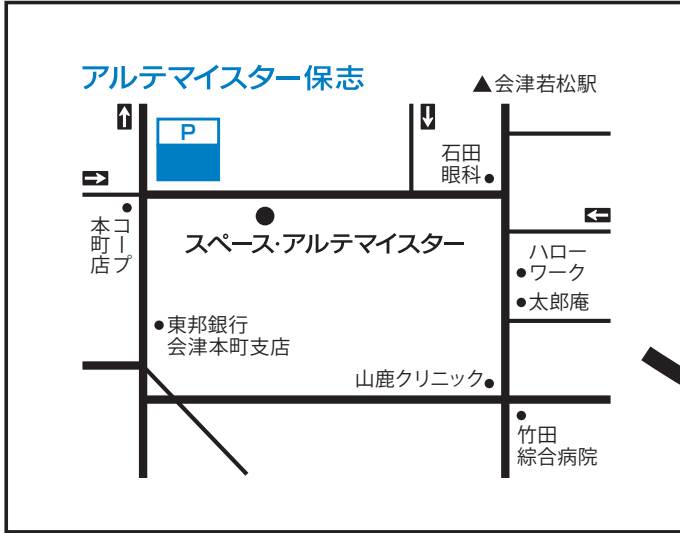 アルテマイスター保志
▲会津若松駅
P
石田
眼科
コープ
本町店
スペース・アルテマイスター
ハロー
ワーク
太郎庵
東邦銀行
会津本町支店
山鹿クリニック
竹田
綜合病院